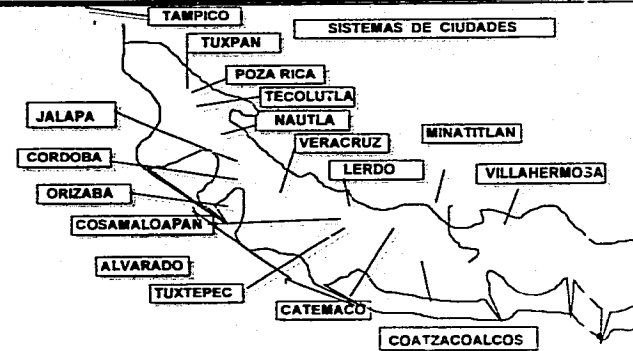 TAMPICO
SISTEMAS DE CIUDADES
TUXPAN
POZA RICA
TECOLUTLA
JALAPA
NAUTLA
VERACRUZ
MINATITLAN
CORDOBA
LERDO
VILLAHERMOSA
ORIZABA
COSAMALOAPAN
ALVARADO
TUXTEPEC
CATEMACO
COATZACOALCOS